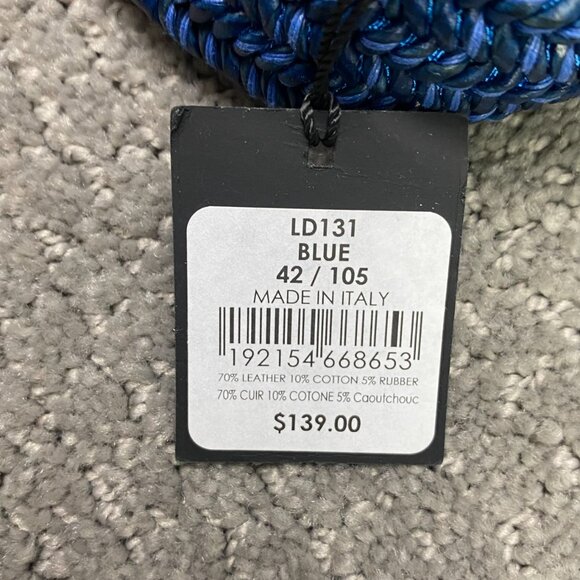 LD131
BLUE
42 / 105
MADE IN ITALY
192154 668653
70% LEATHER 10% COTTON 5% RUBBER
70% CUIR 10% COTONE 5% Caoutchouc
$139.00